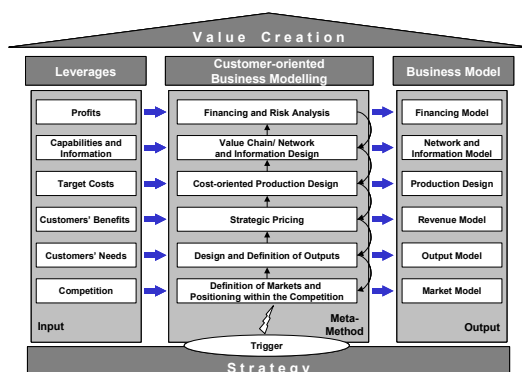 Value Creation
Leverages
Customer-oriented
Business Modelling
Business Model
Profits
Financing and Risk Analysis
Financing Model
Capabilities and
Information
Value Chain/ Network
and Information Design
Network and
Information Model
Target Costs
Cost-oriented Production Design
Production Design
Customers' Benefits
Strategic Pricing
Revenue Model
Customers' Needs
Design and Definition of Outputs
Output Model
Competition
Definition of Markets and
Positioning within the Competition
Market Model
Input
Meta-
Method
Output
Trigger
Strategy